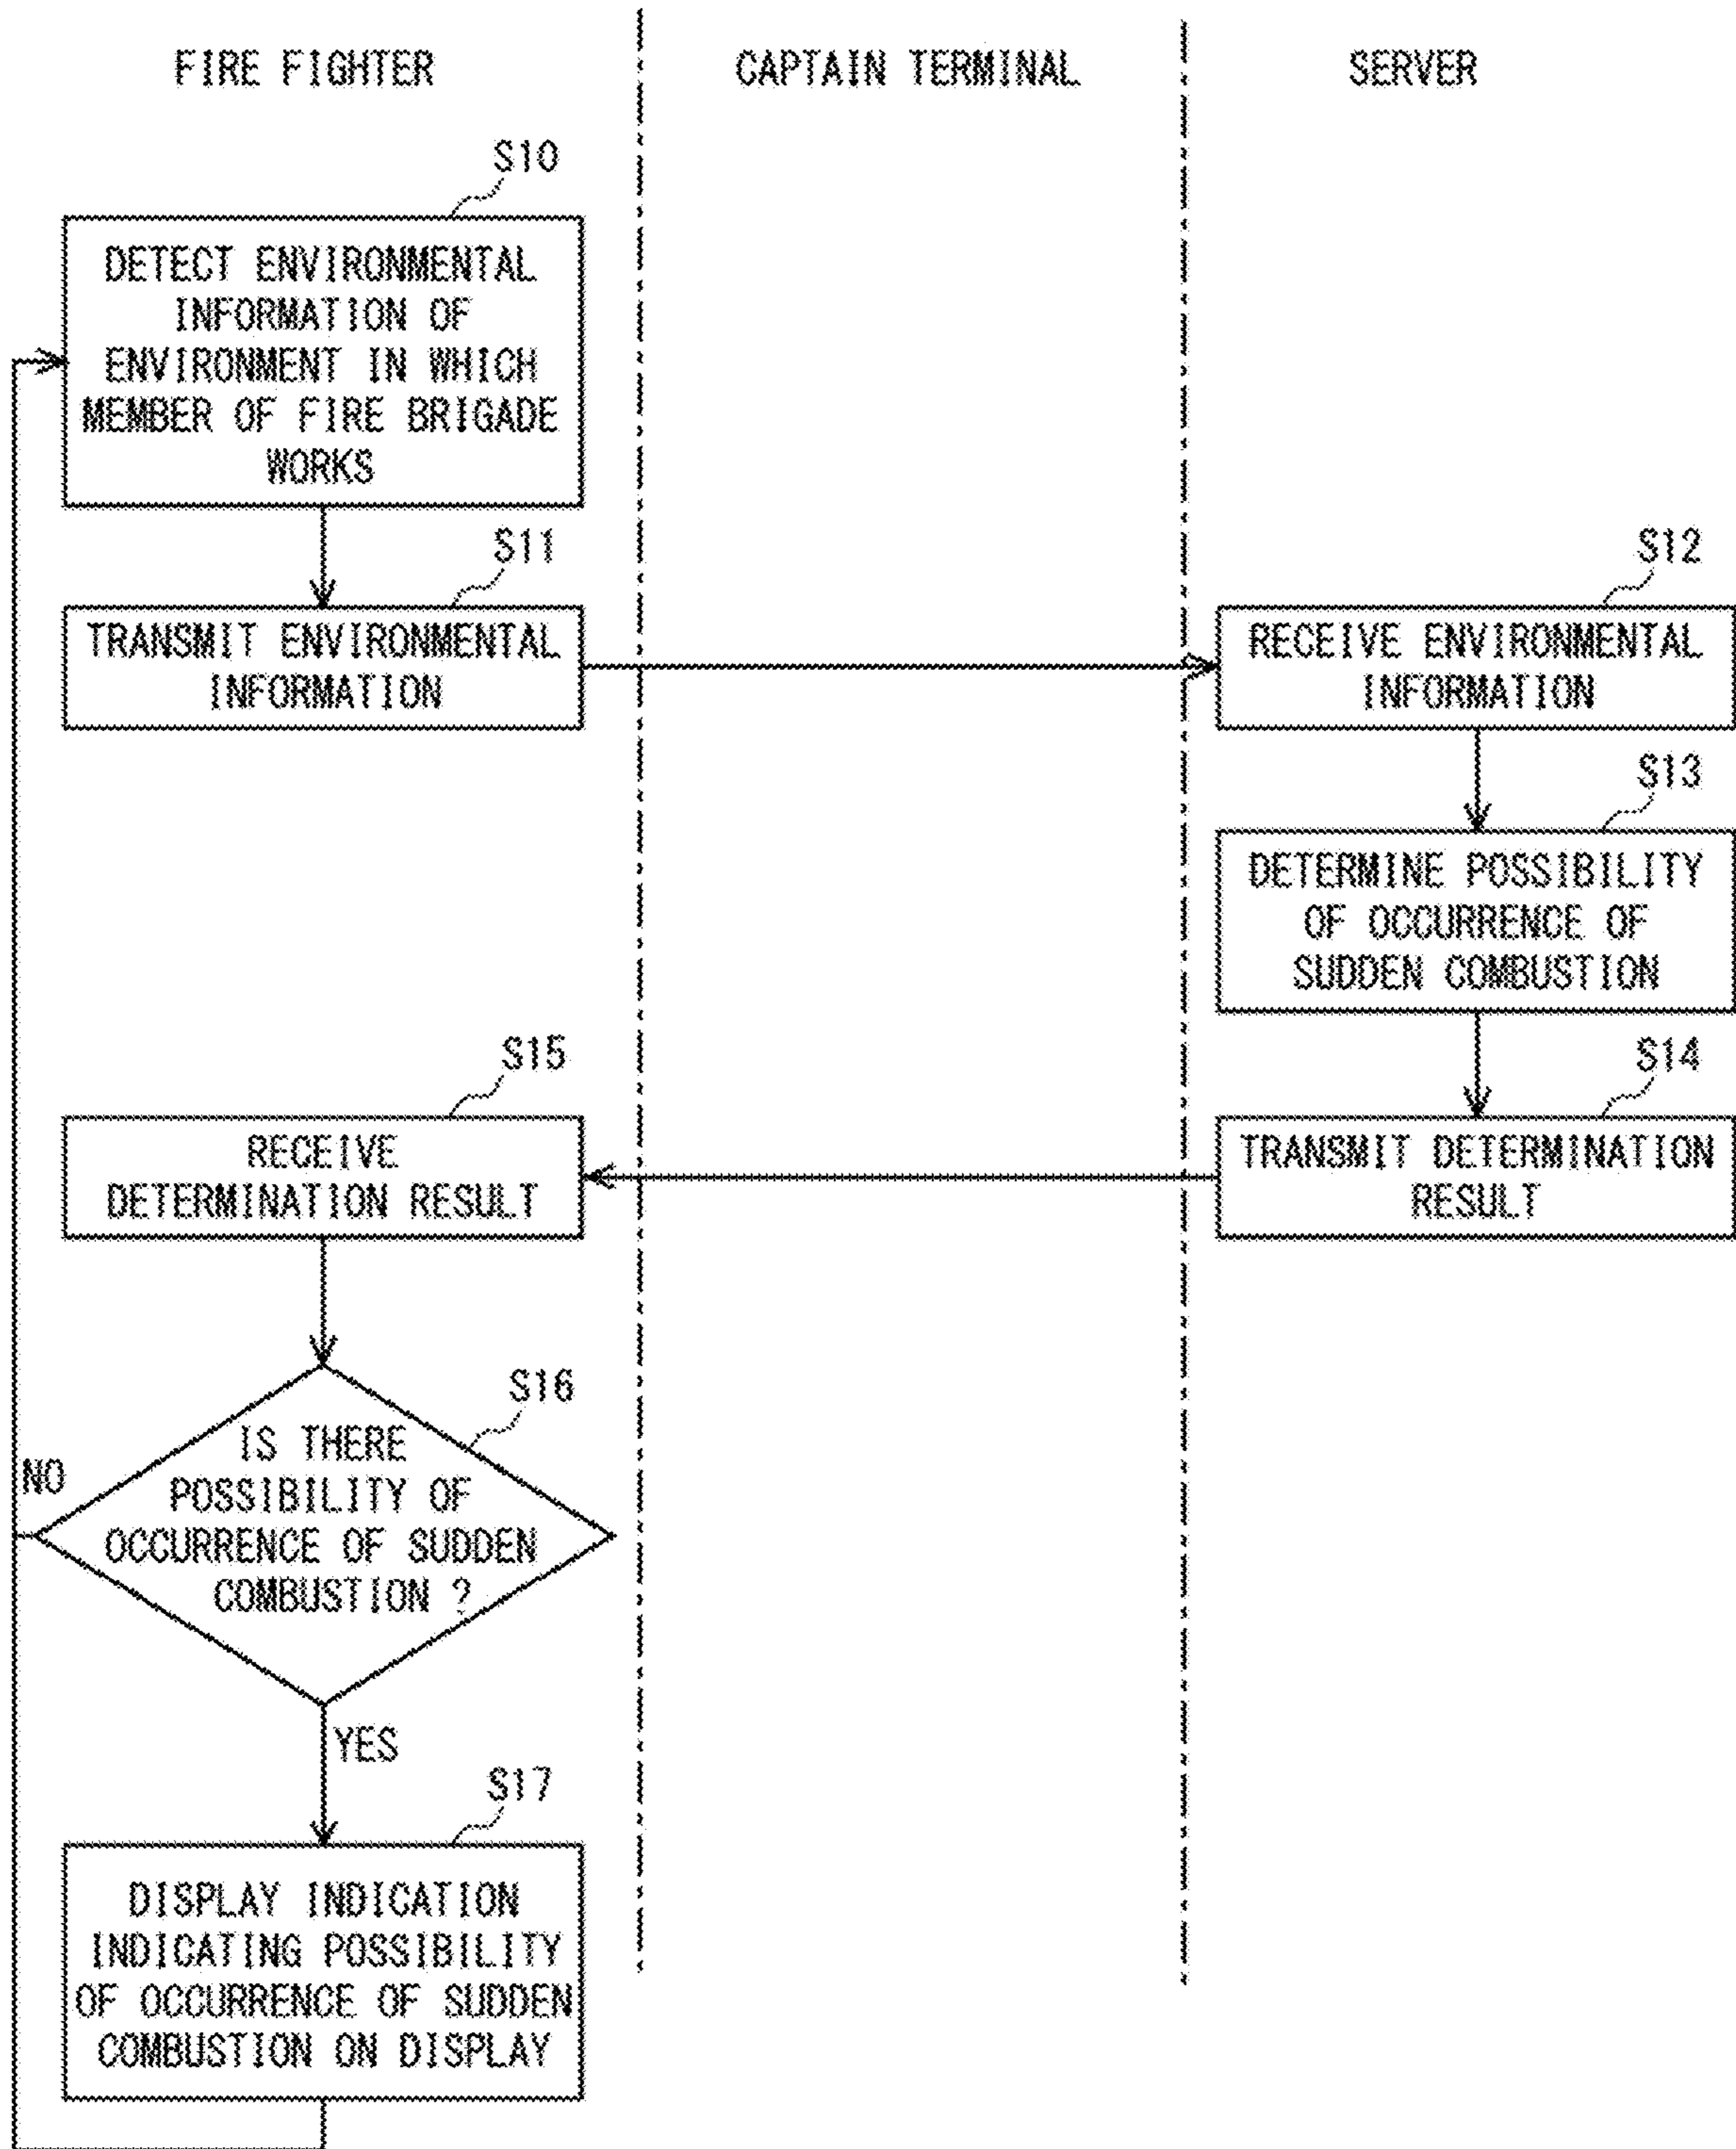 FIRE FIGHTER
CAPTAIN TERMINAL
SERVER
S10
DETECT ENVIRONMENTAL
INFORMATION OF
ENVIRONMENT IN WHICH
MEMBER OF FIRE BRIGADE
WORKS
S11
TRANSMIT ENVIRONMENTAL
INFORMATION
S12
RECEIVE ENVIRONMENTAL
INFORMATION
S13
DETERMINE POSSIBILITY
OF OCCURRENCE OF
SUDDEN COMBUSTION
S14
TRANSMIT DETERMINATION
RESULT
S15
RECEIVE
DETERMINATION RESULT
S16
IS THERE
POSSIBILITY OF
OCCURRENCE OF SUDDEN
COMBUSTION ?
NO
YES
S17
DISPLAY INDICATION
INDICATING POSSIBILITY
OF OCCURRENCE OF SUDDEN
COMBUSTION ON DISPLAY